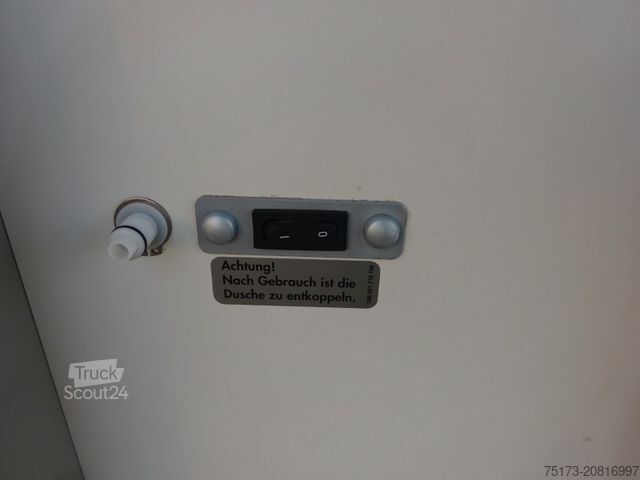 I O
Achtung!
Nach Gebrauch ist die
Dusche zu entkoppeln.
Truck
Scout24
75173-20816997